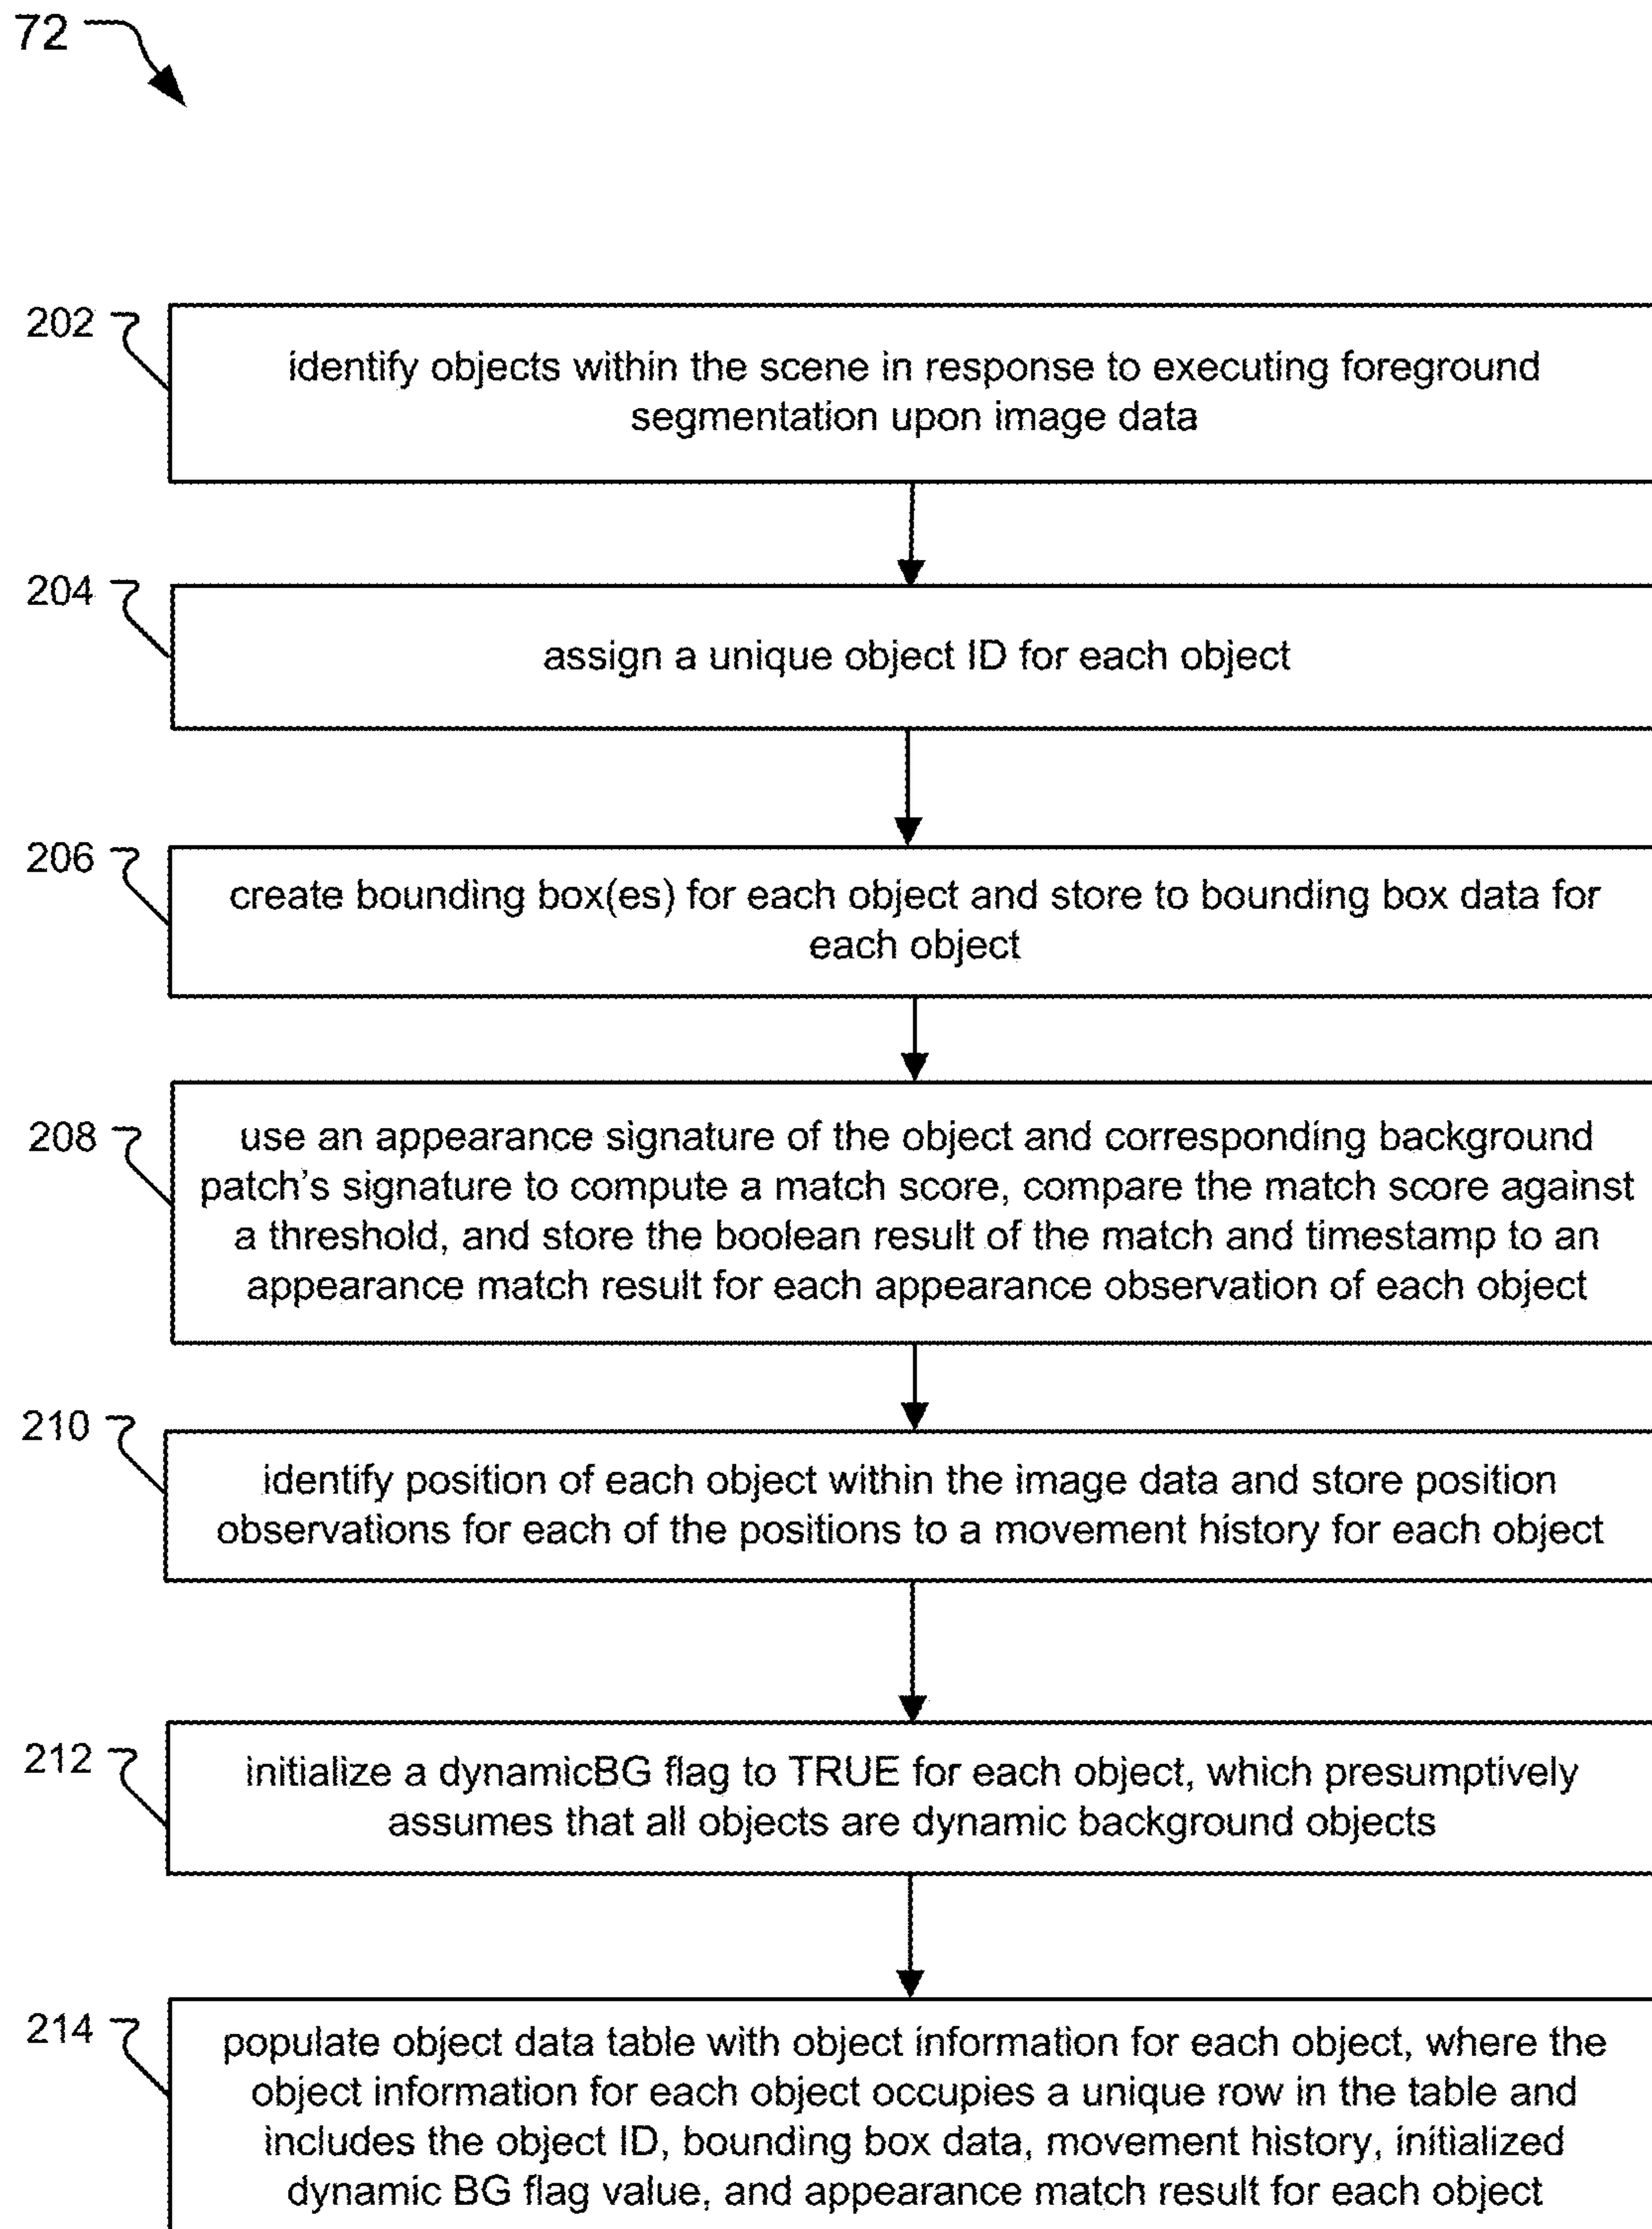 72
202
identify objects within the scene in response to executing foreground
segmentation upon image data
204
assign a unique object ID for each object
206
create bounding box(es) for each object and store to bounding box data for
each object
208
use an appearance signature of the object and corresponding background
patch's signature to compute a match score, compare the match score against
a threshold, and store the boolean result of the match and timestamp to an
appearance match result for each appearance observation of each object
210
identify position of each object within the image data and store position
observations for each of the positions to a movement history for each object
212
initialize a dynamicBG flag to TRUE for each object, which presumptively
assumes that all objects are dynamic background objects
214
populate object data table with object information for each object, where the
object information for each object occupies a unique row in the table and
includes the object ID, bounding box data, movement history, initialized
dynamic BG flag value, and appearance match result for each object